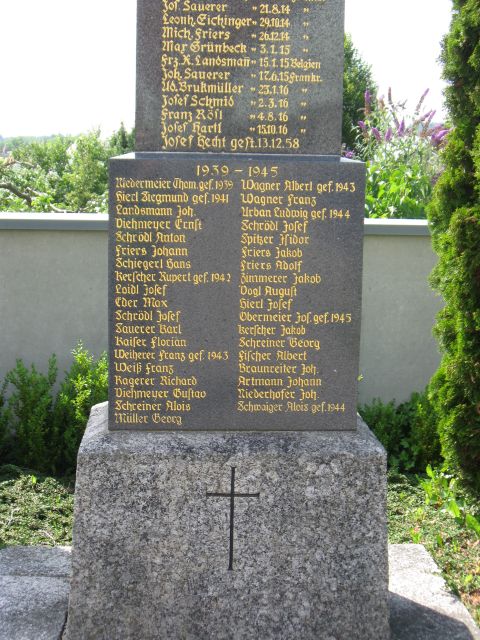 Jos. Sauerer " 21.8.14 "
Leonh. Eichinger " 29.10.14 "
Mich. Friers " 26.12.14 "
Max Grünbeck " 3.1.15 "
Frz. X. Landsmann " 15.1.15 Belgien
Joh. Sauerer " 17.6.15 Frankr.
Ud. Brukmüller " 23.1.16 "
Josef Schmid " 2.3.16 "
Franz Rößl " 4.8.16 "
Josef Hartl " 15.10.16 "
Josef Hecht gest. 13.12.58
1939 - 1945
Niedermeier Thom. gef. 1939
Hierl Siegmund gef. 1941
Landsmann Joh.
Diehmeyer Ernst
Schrödl Anton
Friers Johann
Schiegerl Hans
Kerscher Rupert gef. 1942
Loidl Josef
Eder Max
Schrödl Josef
Sauerer Karl
Kaiser Florian
Weiherer Franz gef. 1943
Weiß Franz
Kagerer Richard
Diehmeyer Gustav
Schreiner Alois
Müller Georg
Wagner Albert gef. 1943
Wagner Franz
Urban Ludwig gef. 1944
Schrödl Josef
Spitzer Isidor
Friers Jakob
Friers Adolf
Zimmerer Jakob
Vogl August
Hierl Josef
Obermeier Jos. gef. 1945
Kerscher Jakob
Schreiner Georg
Fischer Albert
Braunreiter Joh.
Artmann Johann
Niederhofer Joh.
Schwaiger Alois gef. 1944